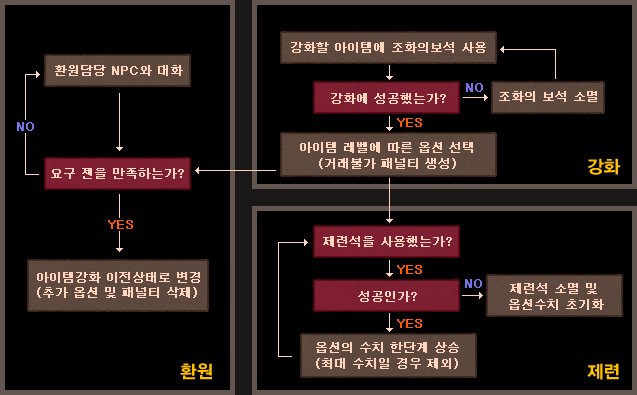 환원담당 NPC와 대화
NO
요구 젠을 만족하는가?
YES
아이템강화 이전상태로 변경
(추가 옵션 및 패널티 삭제)
환원
강화할 아이템에 조화의보석 사용
강화에 성공했는가?
NO
조화의 보석 소멸
YES
아이템 레벨에 따른 옵션 선택
(거래불가 패널티 생성)
강화
제련석을 사용했는가?
YES
성공인가?
NO
제련석 소멸 및
옵션수치 초기화
YES
옵션의 수치 한단계 상승
(최대 수치일 경우 제외)
제련